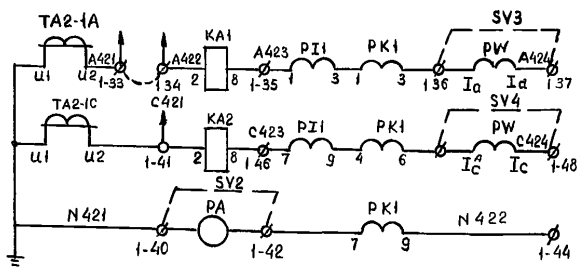 TA2-1A
SV3
A421
A422
KA1
A423
PI1
PK1
PW
A424
U1
U2
1-33
134
2
8
1-35
1
3
1
3
136
Ia
Id
137
TA2-1C
C421
KA2
C423
PI1
PK1
SV4
PW
C424
U1
U2
1-41
2
8
146
7
9
4
6
I^A_C
Ic
1-48
SV2
N421
PA
PK1
N422
1-40
1-42
7
9
1-44